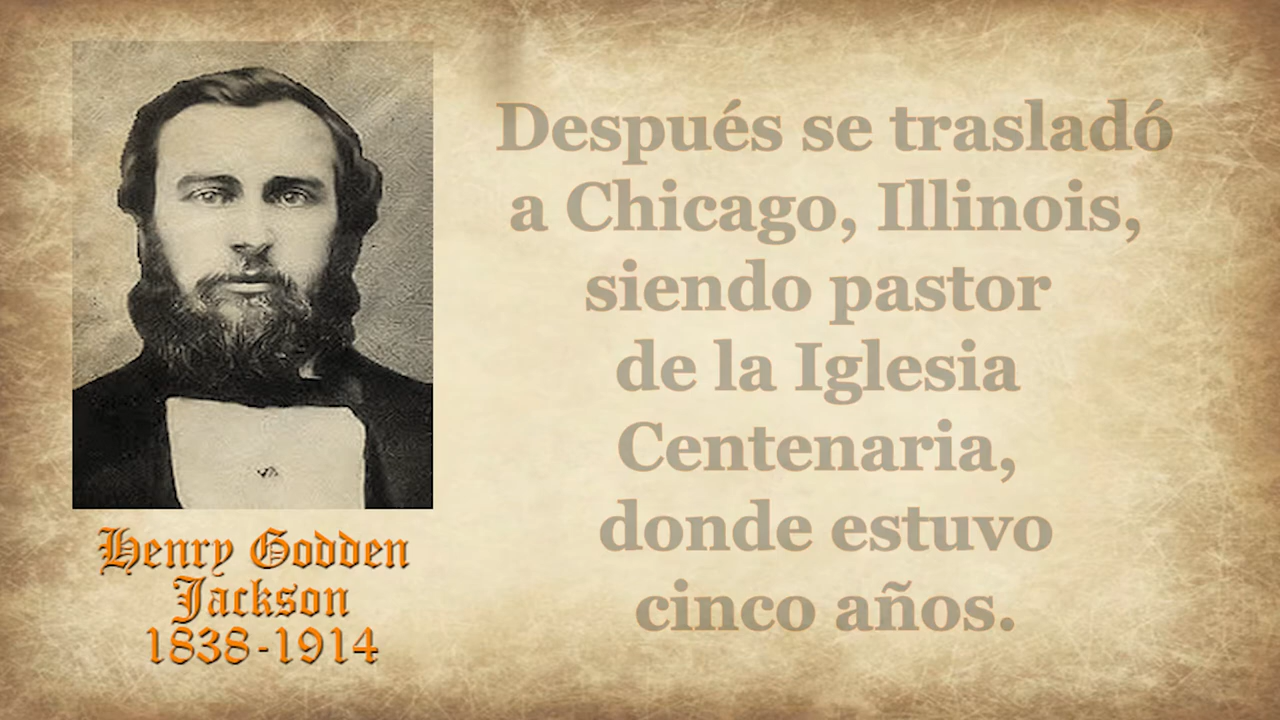 Después se trasladó
a Chicago, Illinois,
siendo pastor
de la Iglesia
Centenaria,
donde estuvo
cinco años.
Henry Godden
Jackson
1838-1914